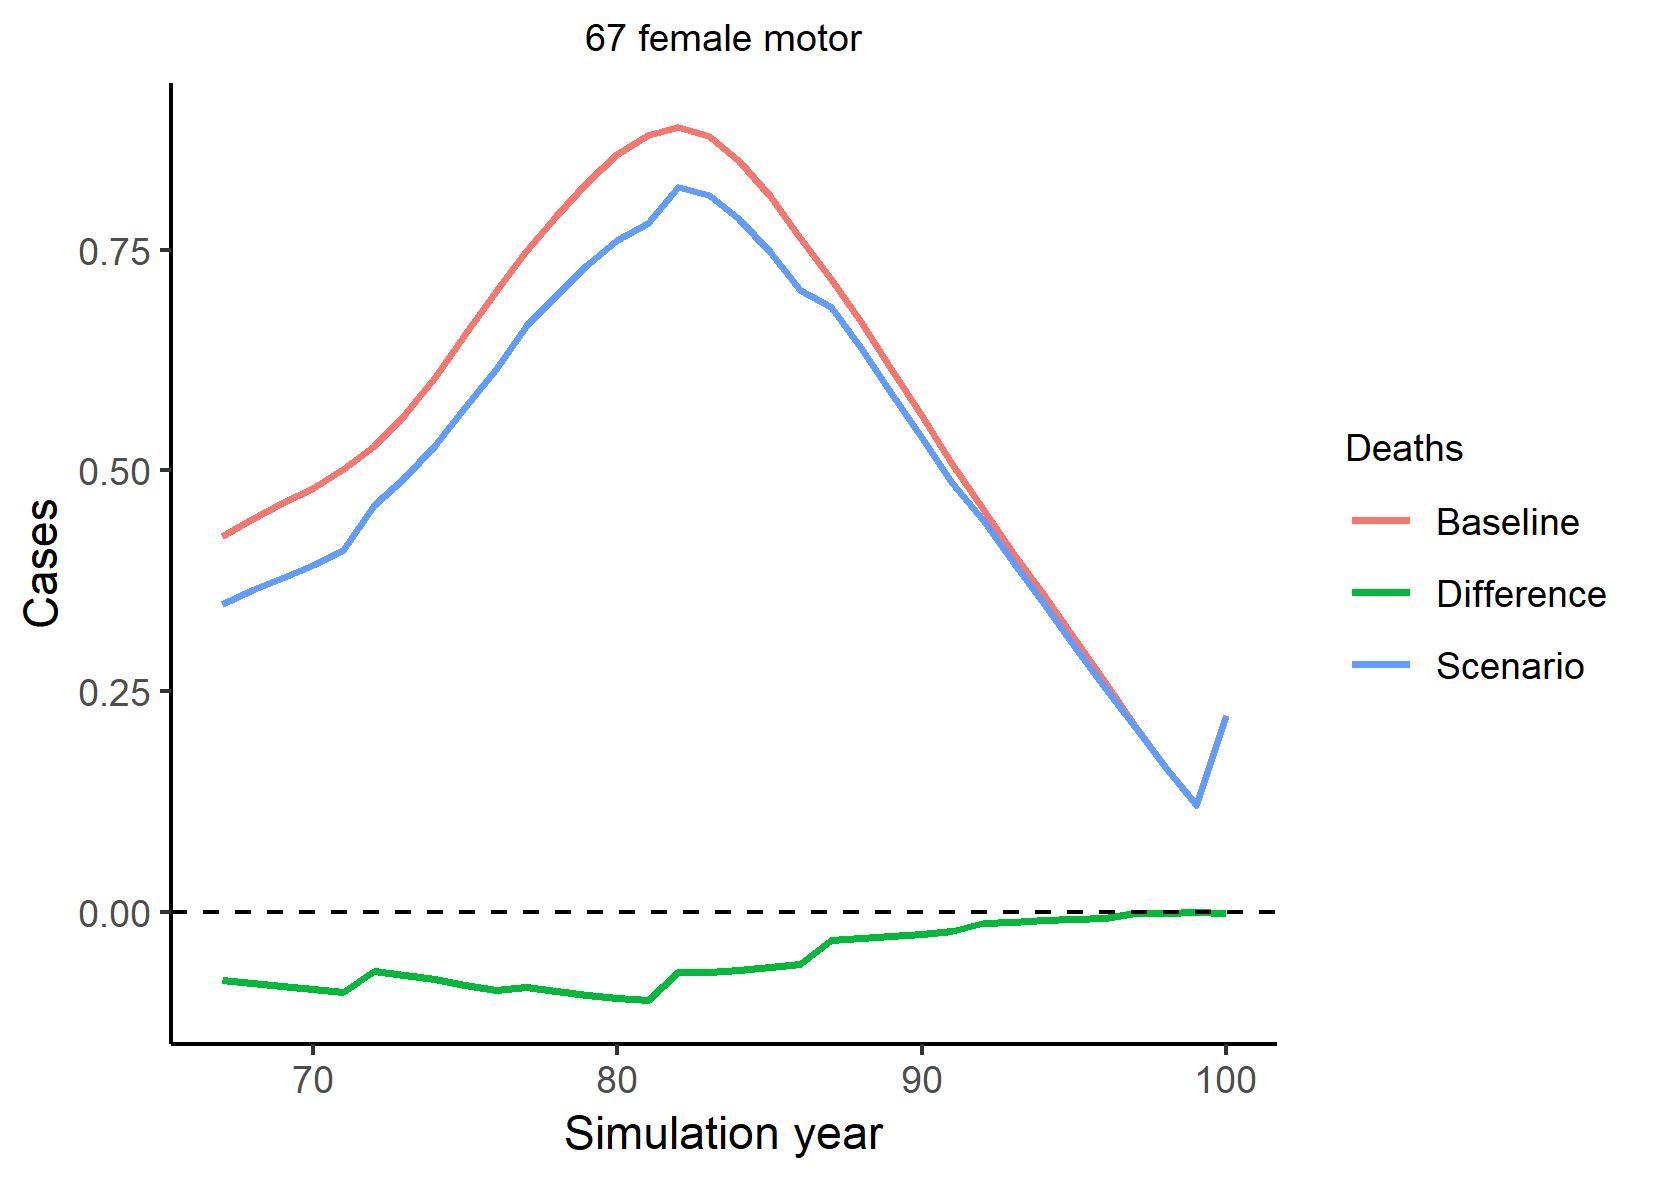 67 female motor
Cases
0.75
0.50
0.25
0.00
70
80
90
100
Simulation year
Deaths
Baseline
Difference
Scenario